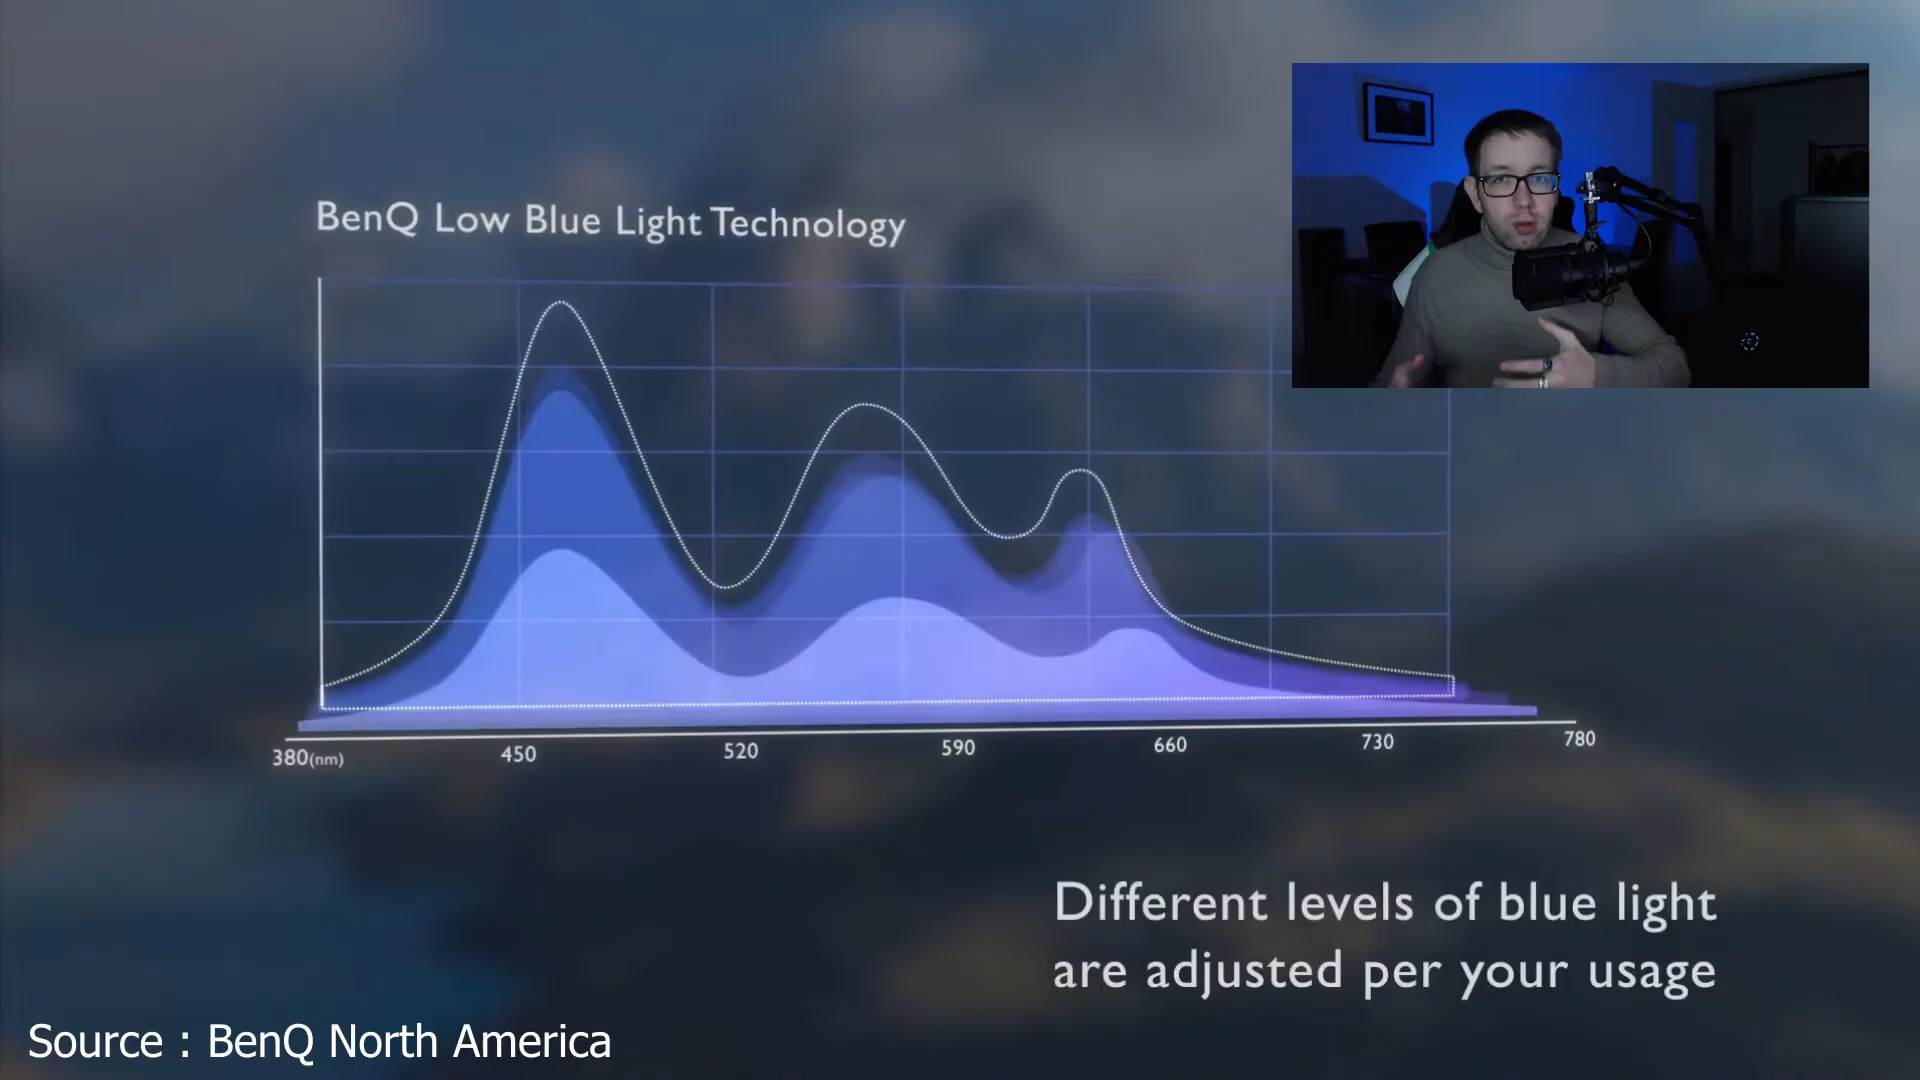 BenQ Low Blue Light Technology
380(nm)
450
520
590
660
730
780
Different levels of blue light
are adjusted per your usage
Source : BenQ North America